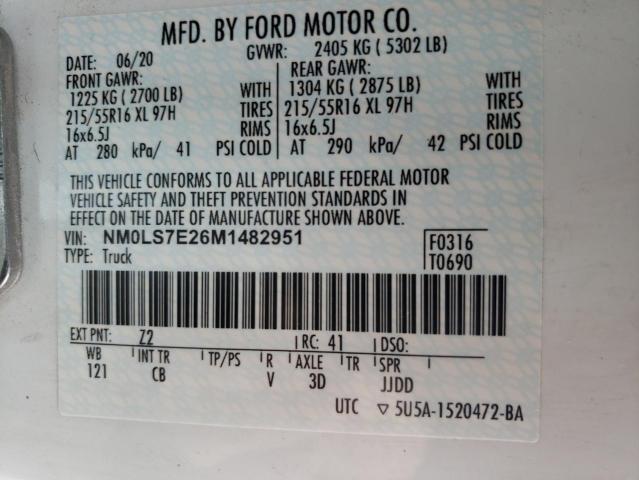 MFD. BY FORD MOTOR CO.
DATE: 06/20 GVWR: 2405 KG ( 5302 LB)
FRONT GAWR: REAR GAWR:
1225 KG ( 2700 LB) WITH 1304 KG ( 2875 LB) WITH
215/55R16 XL 97H TIRES 215/55R16 XL 97H TIRES
16x6.5J RIMS 16x6.5J RIMS
AT 280 kPa/ 41 PSI COLD AT 290 kPa/ 42 PSI COLD
THIS VEHICLE CONFORMS TO ALL APPLICABLE FEDERAL MOTOR
VEHICLE SAFETY AND THEFT PREVENTION STANDARDS IN
EFFECT ON THE DATE OF MANUFACTURE SHOWN ABOVE.
VIN: NM0LS7E26M1482951 F0316
TYPE: Truck T0690
EXT PNT: Z2 RC: 41 DSO:
WB INT TR TP/PS R AXLE TR SPR
121 CB V 3D JJDD
UTC ▽ 5U5A-1520472-BA